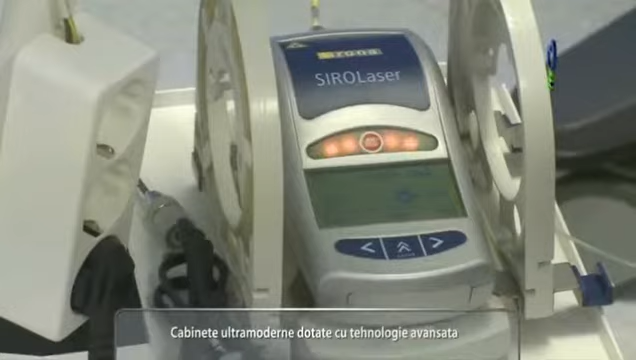 sirona
SIROLaser
Cabinete ultramoderne dotate cu tehnologie avansata